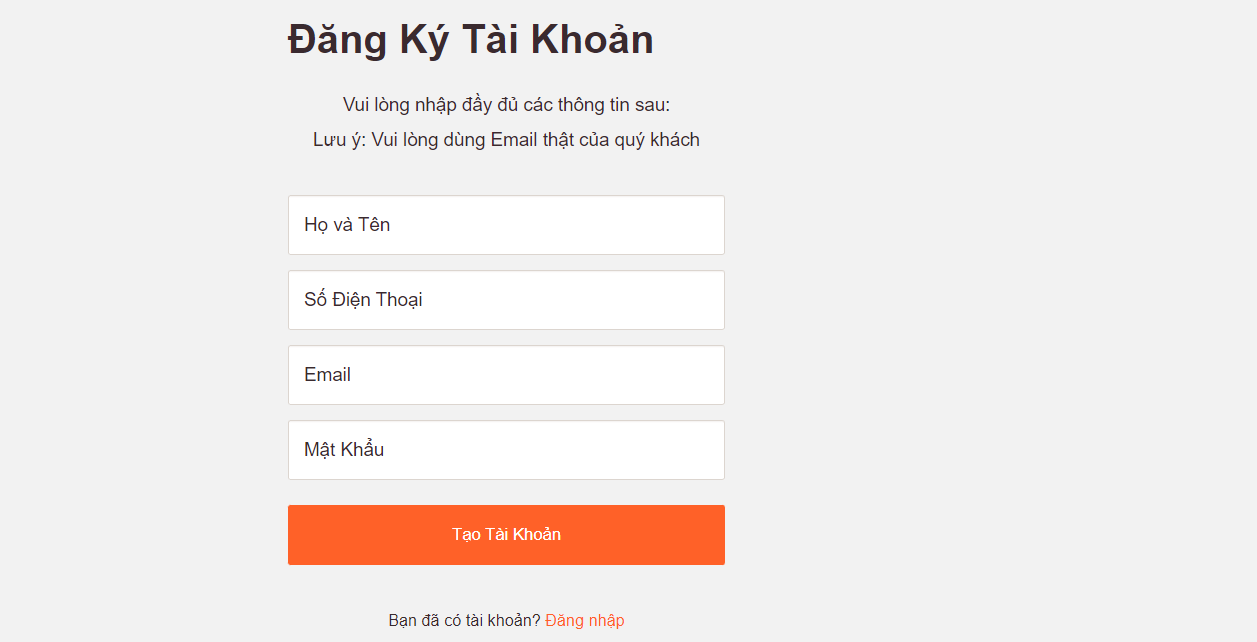 Đăng Ký Tài Khoản
Vui lòng nhập đầy đủ các thông tin sau:
Lưu ý: Vui lòng dùng Email thật của quý khách
Họ và Tên
Số Điện Thoại
Email
Mật Khẩu
Tạo Tài Khoản
Bạn đã có tài khoản? Đăng nhập